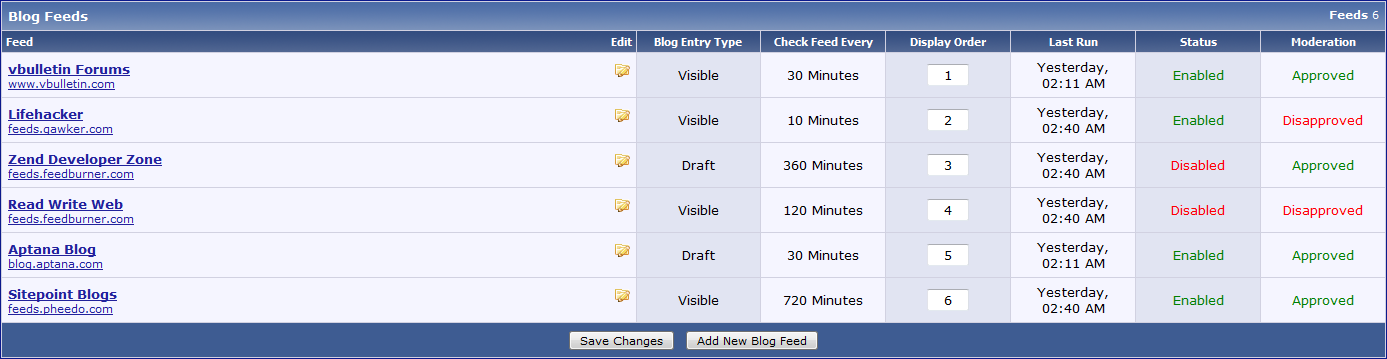 Blog Feeds Feeds 6
Feed Edit Blog Entry Type Check Feed Every Display Order Last Run Status Moderation
vbulletin Forums Visible 30 Minutes 1 Yesterday, Enabled Approved
www.vbulletin.com 02:11 AM
Lifehacker Visible 10 Minutes 2 Yesterday, Enabled Disapproved
feeds.gawker.com 02:40 AM
Zend Developer Zone Draft 360 Minutes 3 Yesterday, Disabled Approved
feeds.feedburner.com 02:40 AM
Read Write Web Visible 120 Minutes 4 Yesterday, Disabled Disapproved
feeds.feedburner.com 02:40 AM
Aptana Blog Draft 30 Minutes 5 Yesterday, Enabled Approved
blog.aptana.com 02:11 AM
Sitepoint Blogs Visible 720 Minutes 6 Yesterday, Enabled Approved
feeds.pheedo.com 02:40 AM
Save Changes Add New Blog Feed